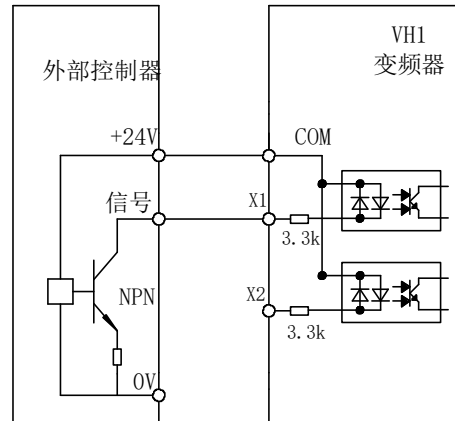 外部控制器
VH1
变频器
+24V
COM
信号
X1
3.3k
NPN
X2
3.3k
0V